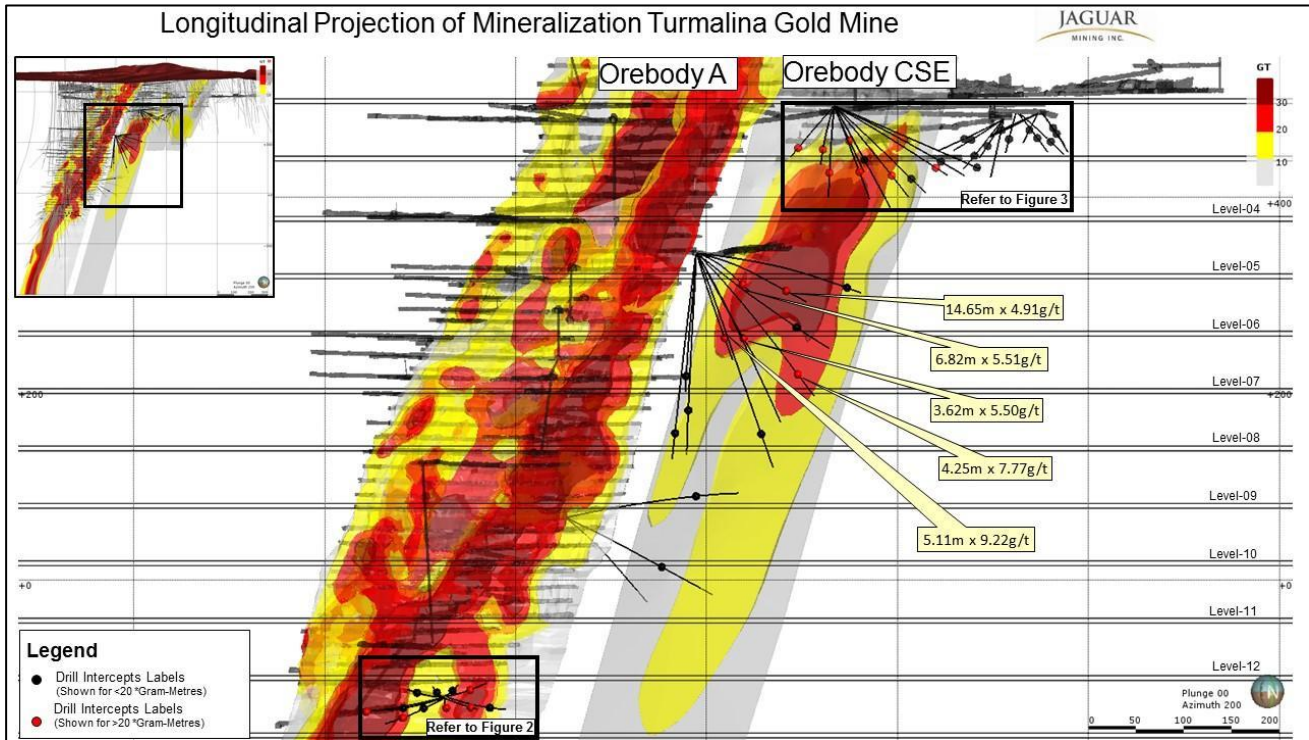 Longitudinal Projection of Mineralization Turmalina Gold Mine
JAGUAR
MINING INC.
Orebody A
Orebody CSE
GT
30
20
10
Refer to Figure 3
+400
Level-04
Level-05
14.65m x 4.91g/t
Level-06
6.82m x 5.51g/t
Level-07
+200
+200
3.62m x 5.50g/t
Level-08
4.25m x 7.77g/t
Level-09
5.11m x 9.22g/t
Level-10
+0
+0
Level-11
Level-12
Legend
Drill Intercepts Labels
(Shown for <20 *Gram-Metres)
Drill Intercepts Labels
(Shown for >20 *Gram-Metres)
Refer to Figure 2
Plunge 00
Azimuth 200
N
0 50 100 150 200
Plunge 00
Azimuth 200